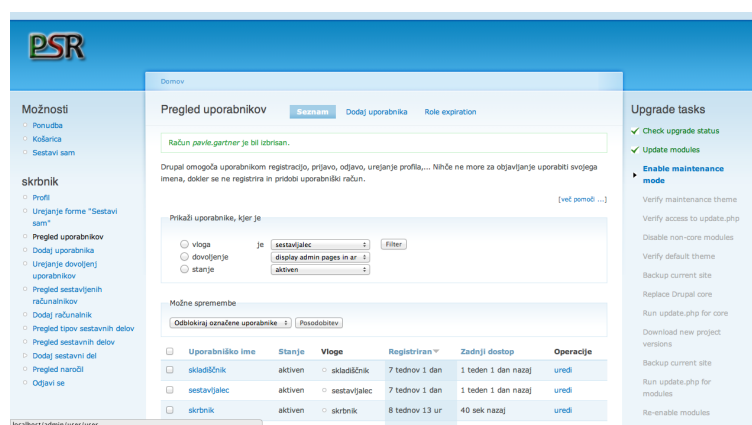 PSR
Domov
Možnosti
Ponudba
Košarica
Sestavi sam
skrbnik
Profil
Urejanje forme "Sestavi
sam"
Pregled uporabnikov
Dodaj uporabnika
Urejanje dovoljenj
uporabnikov
Pregled sestavljenih
računalnikov
Dodaj računalnik
Pregled tipov sestavnih delov
Pregled sestavnih delov
Dodaj sestavni del
Pregled naročil
Odjavi se
Pregled uporabnikov
Seznam Dodaj uporabnika Role expiration
Račun pavle.gartner je bil izbrisan.
Drupal omogoča uporabnikom registracijo, prijavo, odjavo, urejanje profila,... Nihče ne more za objavljanje uporabiti svojega
imena, dokler se ne registrira in pridobi uporabniški račun.
[več pomoči ...]
Prikaži uporabnike, kjer je
vloga je sestavljalec Filter
dovoljenje display admin pages in ar
stanje aktiven
Možne spremembe
Odblokiraj označene uporabnike Posodobitev
Uporabniško ime Stanje Vloge Registriran Zadnji dostop Operacije
skladiščnik aktiven skladiščnik 7 tednov 1 dan 1 teden 1 dan nazaj uredi
sestavljalec aktiven sestavljalec 7 tednov 1 dan 1 teden 1 dan nazaj uredi
skrbnik aktiven skrbnik 8 tednov 13 ur 40 sek nazaj uredi
Upgrade tasks
Check upgrade status
Update modules
Enable maintenance
mode
Verify maintenance theme
Verify access to update.php
Disable non-core modules
Verify default theme
Backup current site
Replace Drupal core
Run update.php for core
Download new project
versions
Backup current site
Run update.php for
modules
Re-enable modules
localhost/admin/user/user